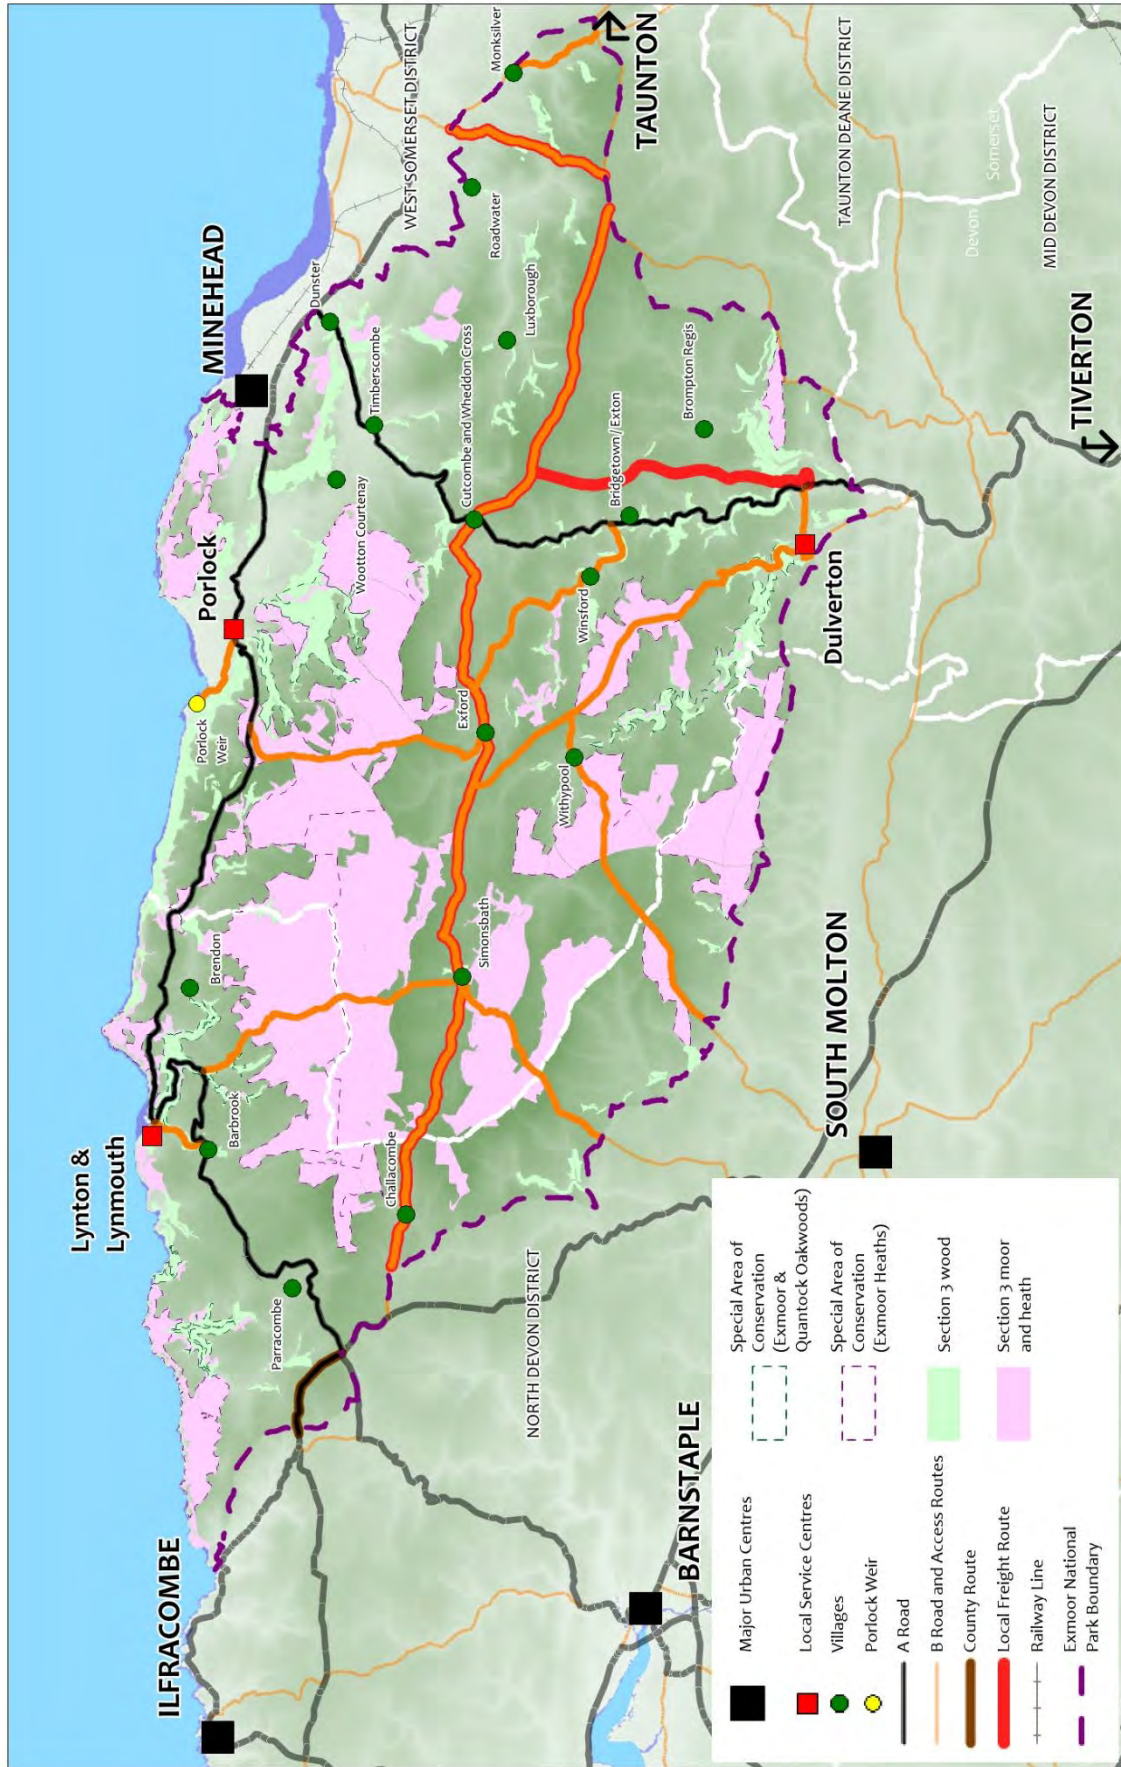 ILFRACOMBE
Lynton &
Lynmouth
Porlock
MINEHEAD
Porlock
Weir
Brendon
Barbrook
Parracombe
Challacombe
Simonsbath
Exford
Withypool
Winsford
Wootton Courtenay
Timberscombe
Dunster
Cutcombe and Wheddon Cross
Luxborough
Roadwater
Monksilver
Bridgetown / Exton
Brompton Regis
Dulverton
WEST SOMERSET DISTRICT
TAUNTON
TAUNTON DEANE DISTRICT
Somerset
Devon
MID DEVON DISTRICT
TIVERTON
NORTH DEVON DISTRICT
SOUTH MOLTON
BARNSTAPLE
Major Urban Centres
Local Service Centres
Villages
Porlock Weir
A Road
B Road and Access Routes
County Route
Local Freight Route
Railway Line
Exmoor National
Park Boundary
Special Area of
Conservation
(Exmoor &
Quantock Oakwoods)
Special Area of
Conservation
(Exmoor Heaths)
Section 3 wood
Section 3 moor
and heath